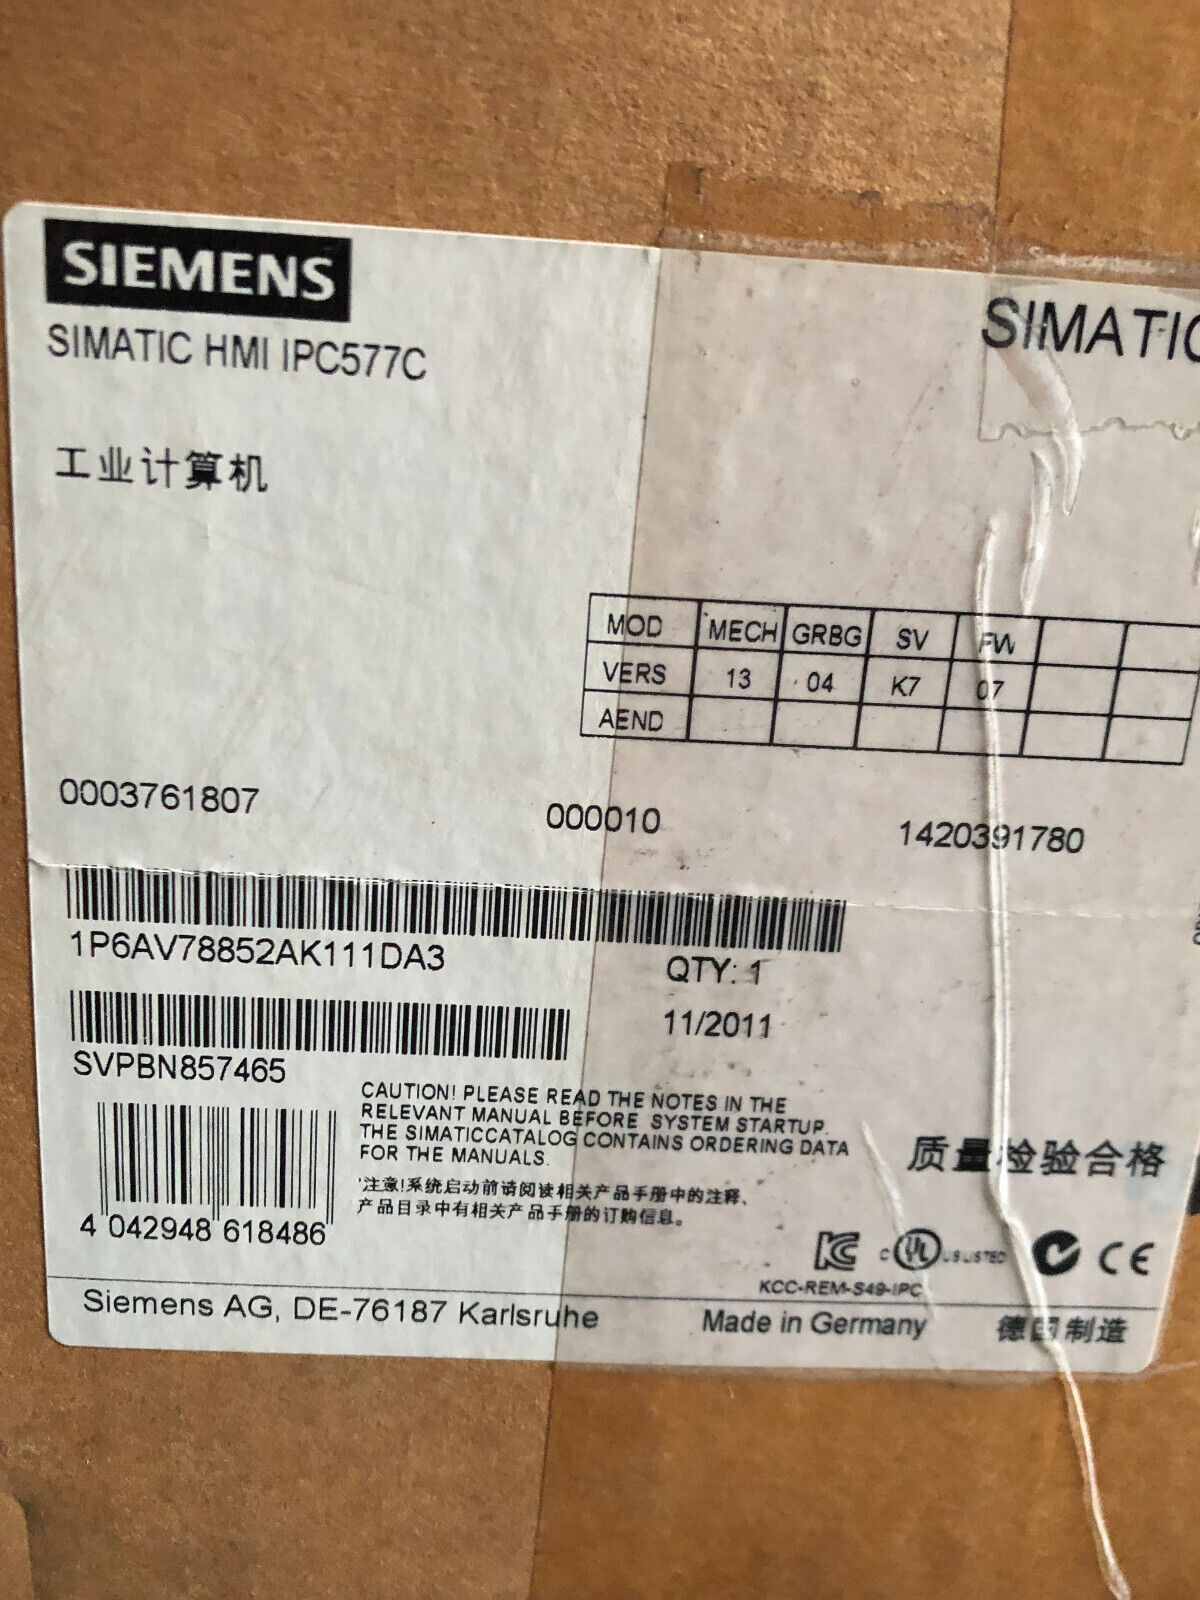 SIEMENS
SIMATIC HMI IPC577C
SIMATIC
工业计算机
MOD MECH GRBG SV FW
VERS 13 04 K7 07
AEND
0003761807 000010 1420391780
1P6AV78852AK111DA3
QTY: 1
11/2011
SVPBN857465
CAUTION! PLEASE READ THE NOTES IN THE
RELEVANT MANUAL BEFORE SYSTEM STARTUP.
THE SIMATICCATALOG CONTAINS ORDERING DATA
FOR THE MANUALS.
'注意!系统启动前请阅读相关产品手册中的注释、
产品目录中有相关产品手册的订购信息。
质量检验合格
4 042948 618486
C UL US LISTED CE
KCC-REM-S49-IPC
Siemens AG, DE-76187 Karlsruhe Made in Germany 德国制造